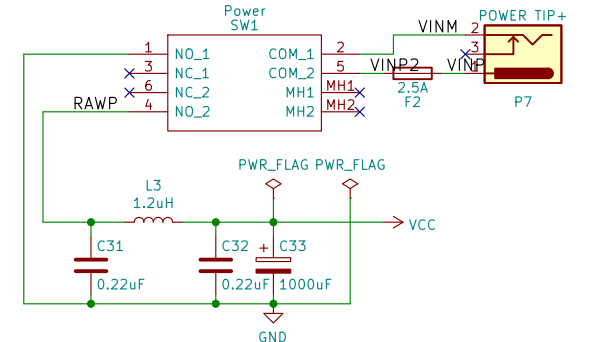 Power
SW1
VINM
POWER TIP+
1 NO_1 COM_1 2
2
3
3 NC_1 COM_2 5
VINP2
VINP
1
6 NC_2 MH1 MH1
2.5A
F2
P7
RAWP
4 NO_2 MH2 MH2
PWR_FLAG PWR_FLAG
L3
1.2uH
VCC
C31 C32 + C33
0.22uF 0.22uF 1000uF
GND